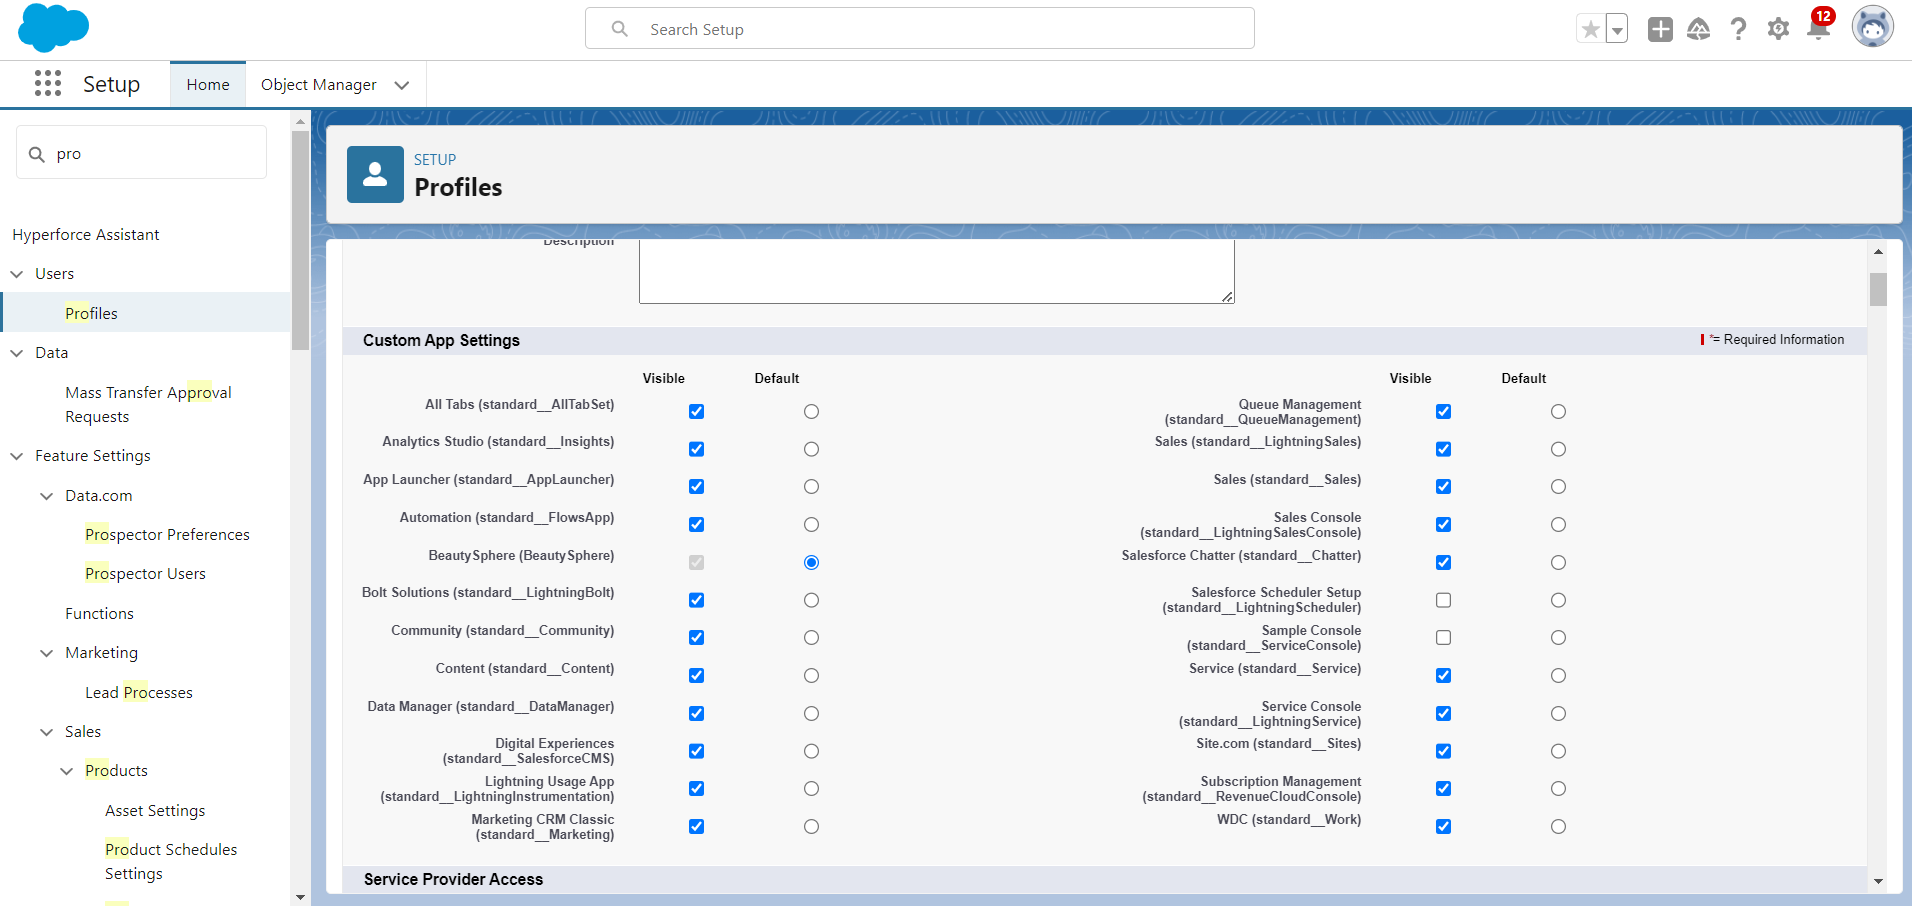 Search Setup
12
Setup
Home
Object Manager
pro
Hyperforce Assistant
Users
Profiles
Data
Mass Transfer Approval
Requests
Feature Settings
Data.com
Prospector Preferences
Prospector Users
Functions
Marketing
Lead Processes
Sales
Products
Asset Settings
Product Schedules
Settings
SETUP
Profiles
Description
Custom App Settings
*= Required Information
Visible Default
All Tabs (standard__AllTabSet)
Analytics Studio (standard__Insights)
App Launcher (standard__AppLauncher)
Automation (standard__FlowsApp)
BeautySphere (BeautySphere)
Bolt Solutions (standard__LightningBolt)
Community (standard__Community)
Content (standard__Content)
Data Manager (standard__DataManager)
Digital Experiences
(standard__SalesforceCMS)
Lightning Usage App
(standard__LightningInstrumentation)
Marketing CRM Classic
(standard__Marketing)
Visible Default
Queue Management
(standard__QueueManagement)
Sales (standard__LightningSales)
Sales (standard__Sales)
Sales Console
(standard__LightningSalesConsole)
Salesforce Chatter (standard__Chatter)
Salesforce Scheduler Setup
(standard__LightningScheduler)
Sample Console
(standard__ServiceConsole)
Service (standard__Service)
Service Console
(standard__LightningService)
Site.com (standard__Sites)
Subscription Management
(standard__RevenueCloudConsole)
WDC (standard__Work)
Service Provider Access